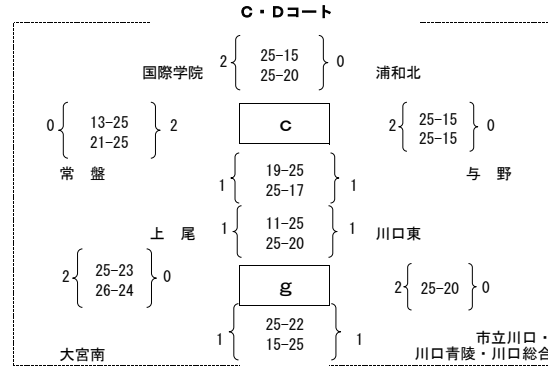 C・Dコート
国際学院 2 25-15 0 浦和北
25-20
0 13-25 2 C 2 25-15 0
21-25 25-15
常 盤 与 野
1 19-25 1
25-17
上 尾 1 11-25 1 川口東
25-20
2 25-23 0 g 2 25-20 0
26-24
1 25-22 1
15-25
市立川口・
大宮南 川口青陵・川口総合